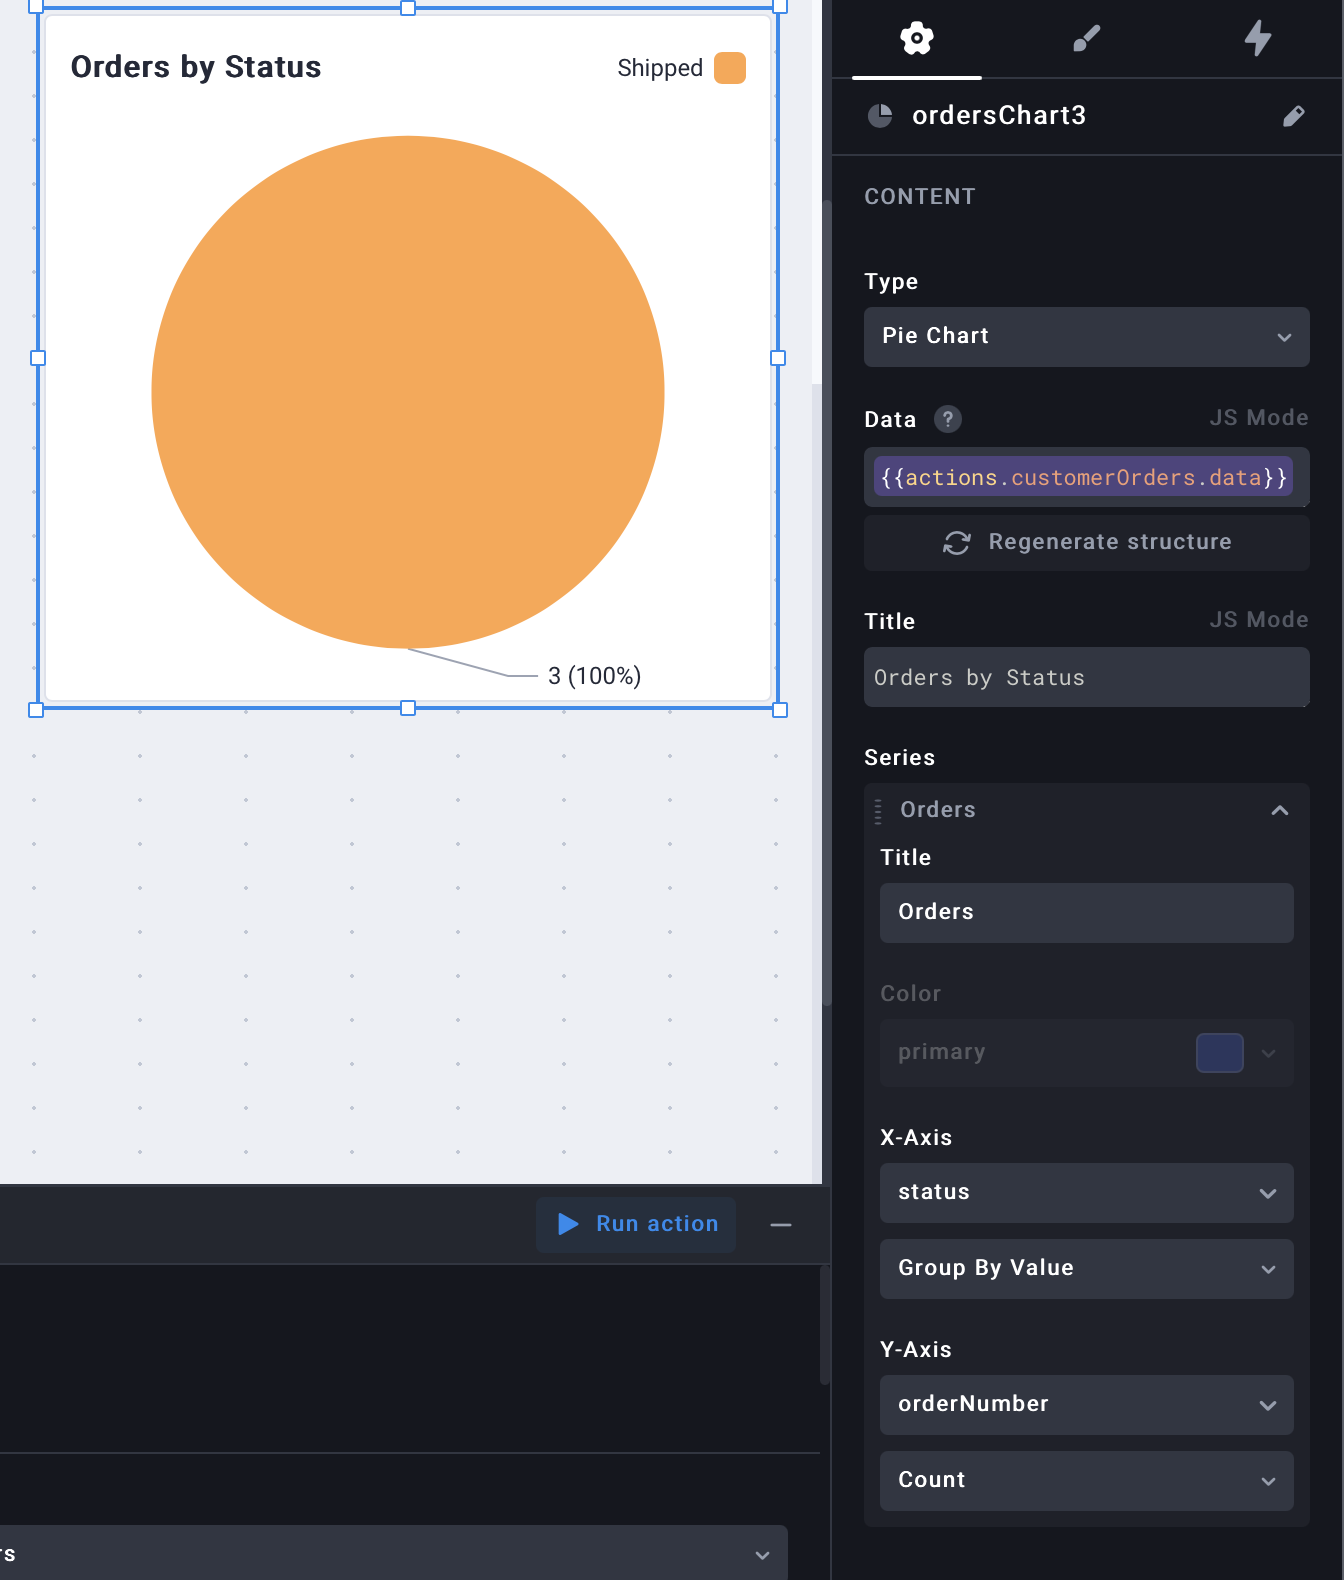 Orders by Status
Shipped
3 (100%)
Run action
rs
ordersChart3
CONTENT
Type
Pie Chart
Data ?
JS Mode
{{actions.customerOrders.data}}
Regenerate structure
Title
JS Mode
Orders by Status
Series
Orders
Title
Orders
Color
primary
X-Axis
status
Group By Value
Y-Axis
orderNumber
Count